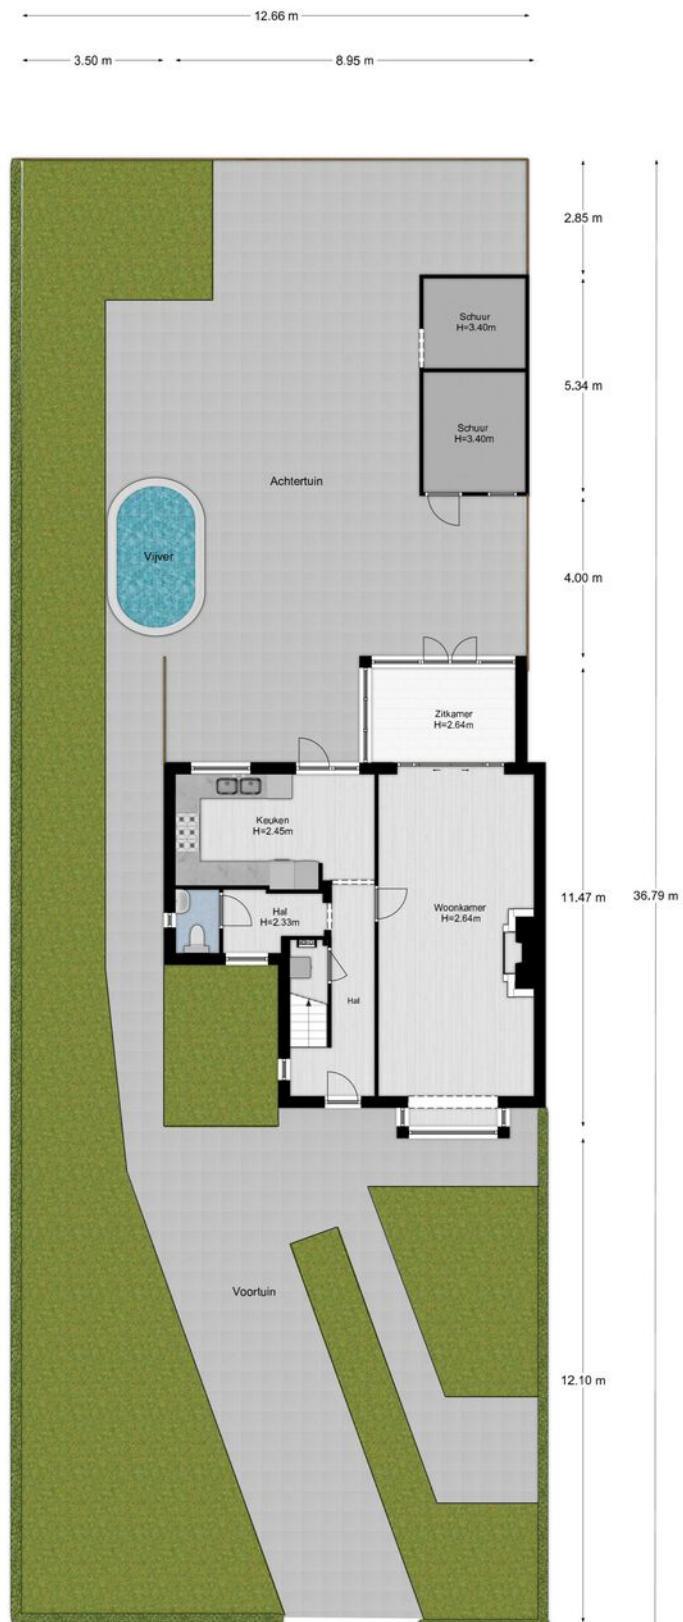 12.66 m
3.50 m
8.95 m
2.85 m
Schuur
H=3.40m
5.34 m
Schuur
H=3.40m
Achtertuin
Vijver
4.00 m
Zitkamer
H=2.64m
Keuken
H=2.45m
11.47 m
36.79 m
Woonkamer
H=2.64m
Hal
H=2.33m
Hal
Voortuin
12.10 m